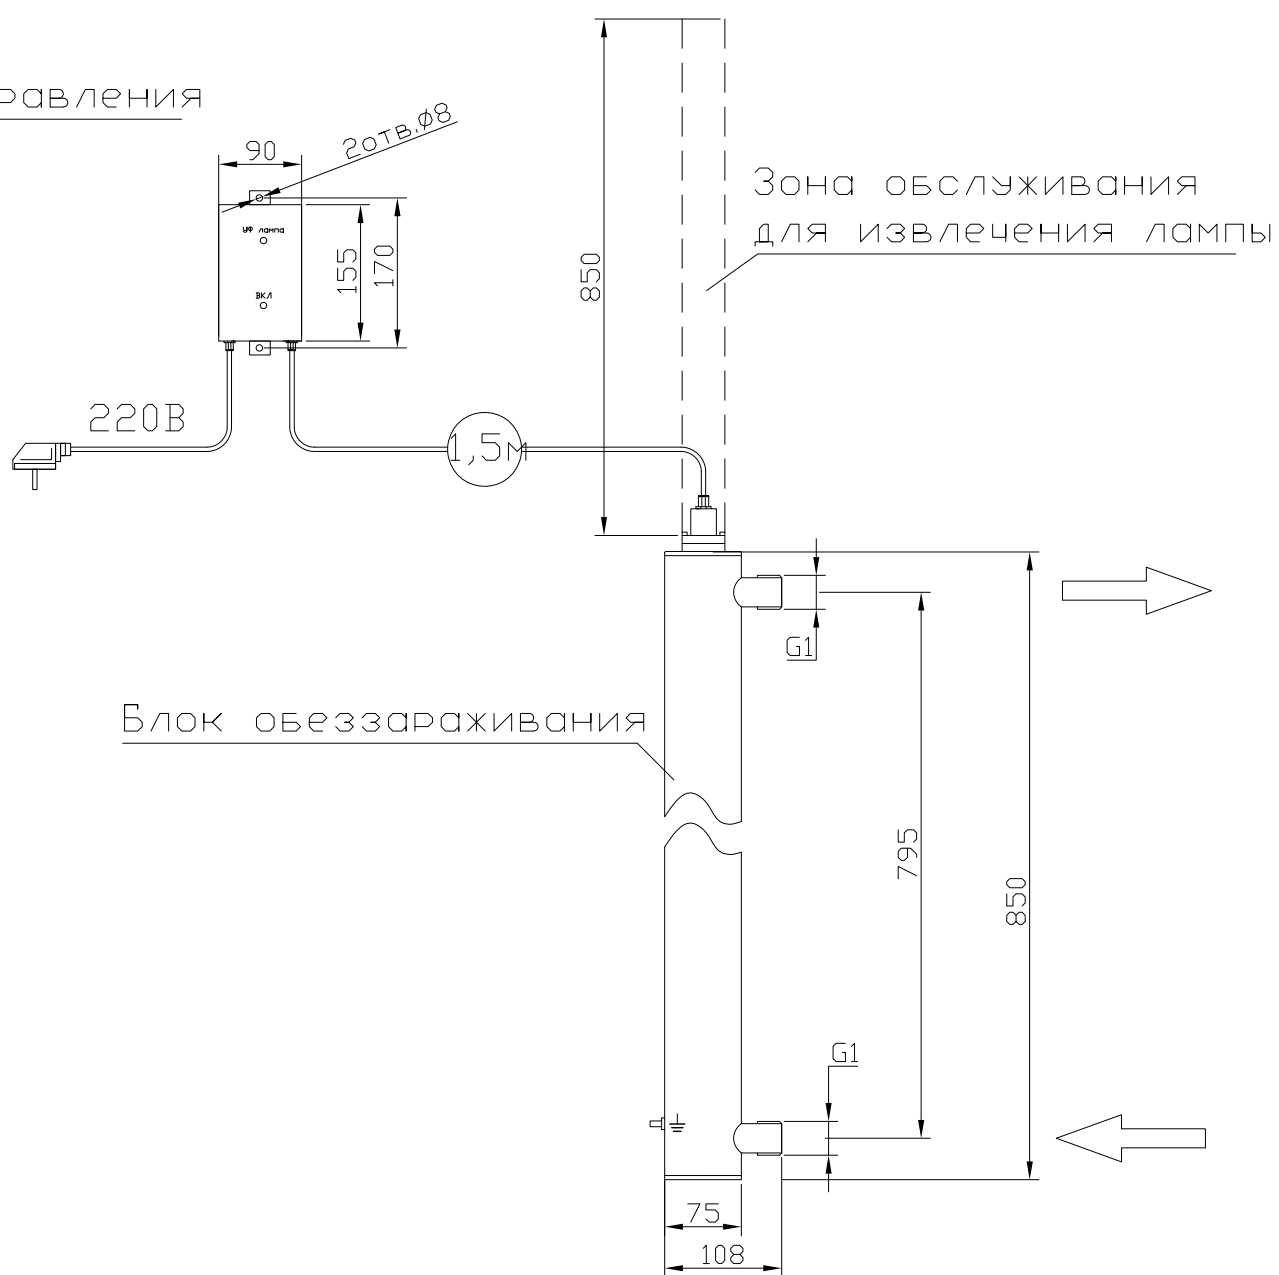 равления
90
2отв.ø8
Зона обслуживания
для извлечения лампы
УФ лампа
155
170
850
ВКЛ
220В
1,5м
G1
Блок обеззараживания
795
850
G1
75
108